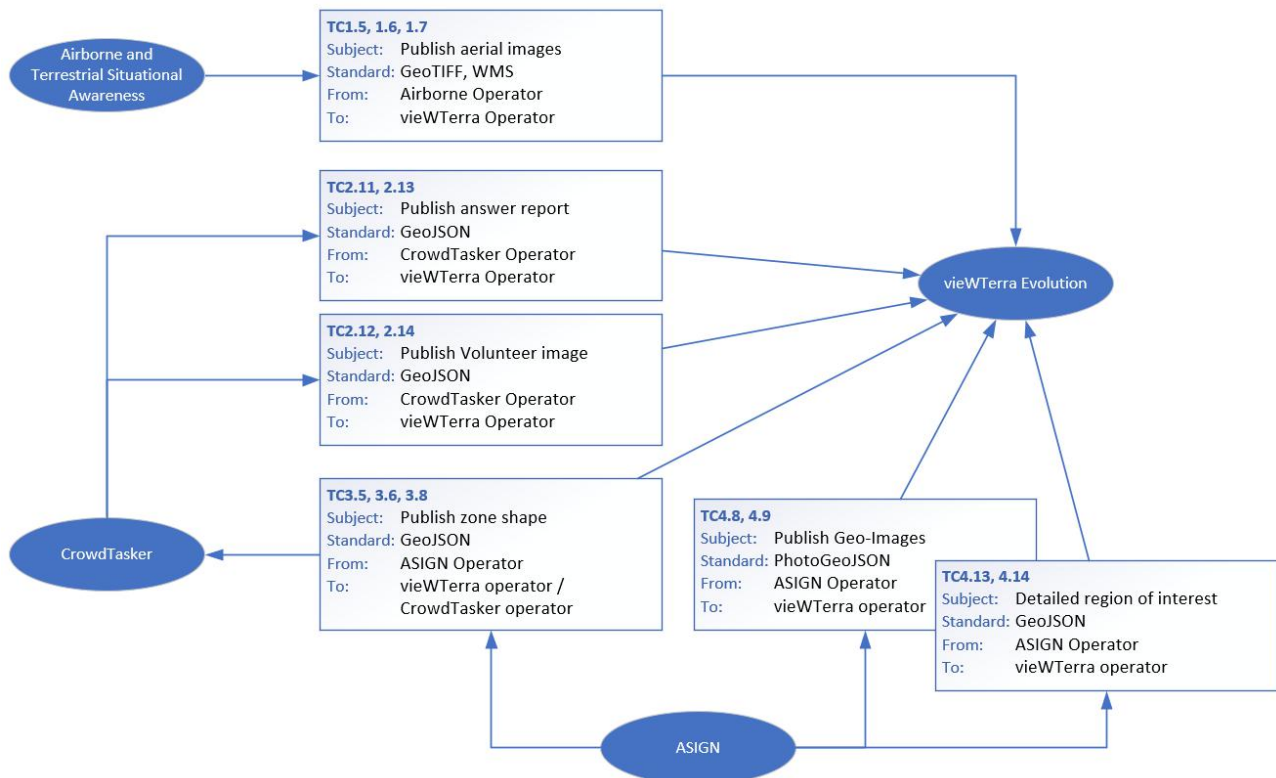 Airborne and
Terrestrial Situational
Awareness
TC1.5, 1.6, 1.7
Subject: Publish aerial images
Standard: GeoTIFF, WMS
From: Airborne Operator
To: vieWTerra Operator
TC2.11, 2.13
Subject: Publish answer report
Standard: GeoJSON
From: CrowdTasker Operator
To: vieWTerra Operator
vieWTerra Evolution
TC2.12, 2.14
Subject: Publish Volunteer image
Standard: GeoJSON
From: CrowdTasker Operator
To: vieWTerra Operator
CrowdTasker
TC3.5, 3.6, 3.8
Subject: Publish zone shape
Standard: GeoJSON
From: ASIGN Operator
To: vieWTerra operator /
CrowdTasker operator
TC4.8, 4.9
Subject: Publish Geo-Images
Standard: PhotoGeoJSON
From: ASIGN Operator
To: vieWTerra operator
TC4.13, 4.14
Subject: Detailed region of interest
Standard: GeoJSON
From: ASIGN Operator
To: vieWTerra operator
ASIGN